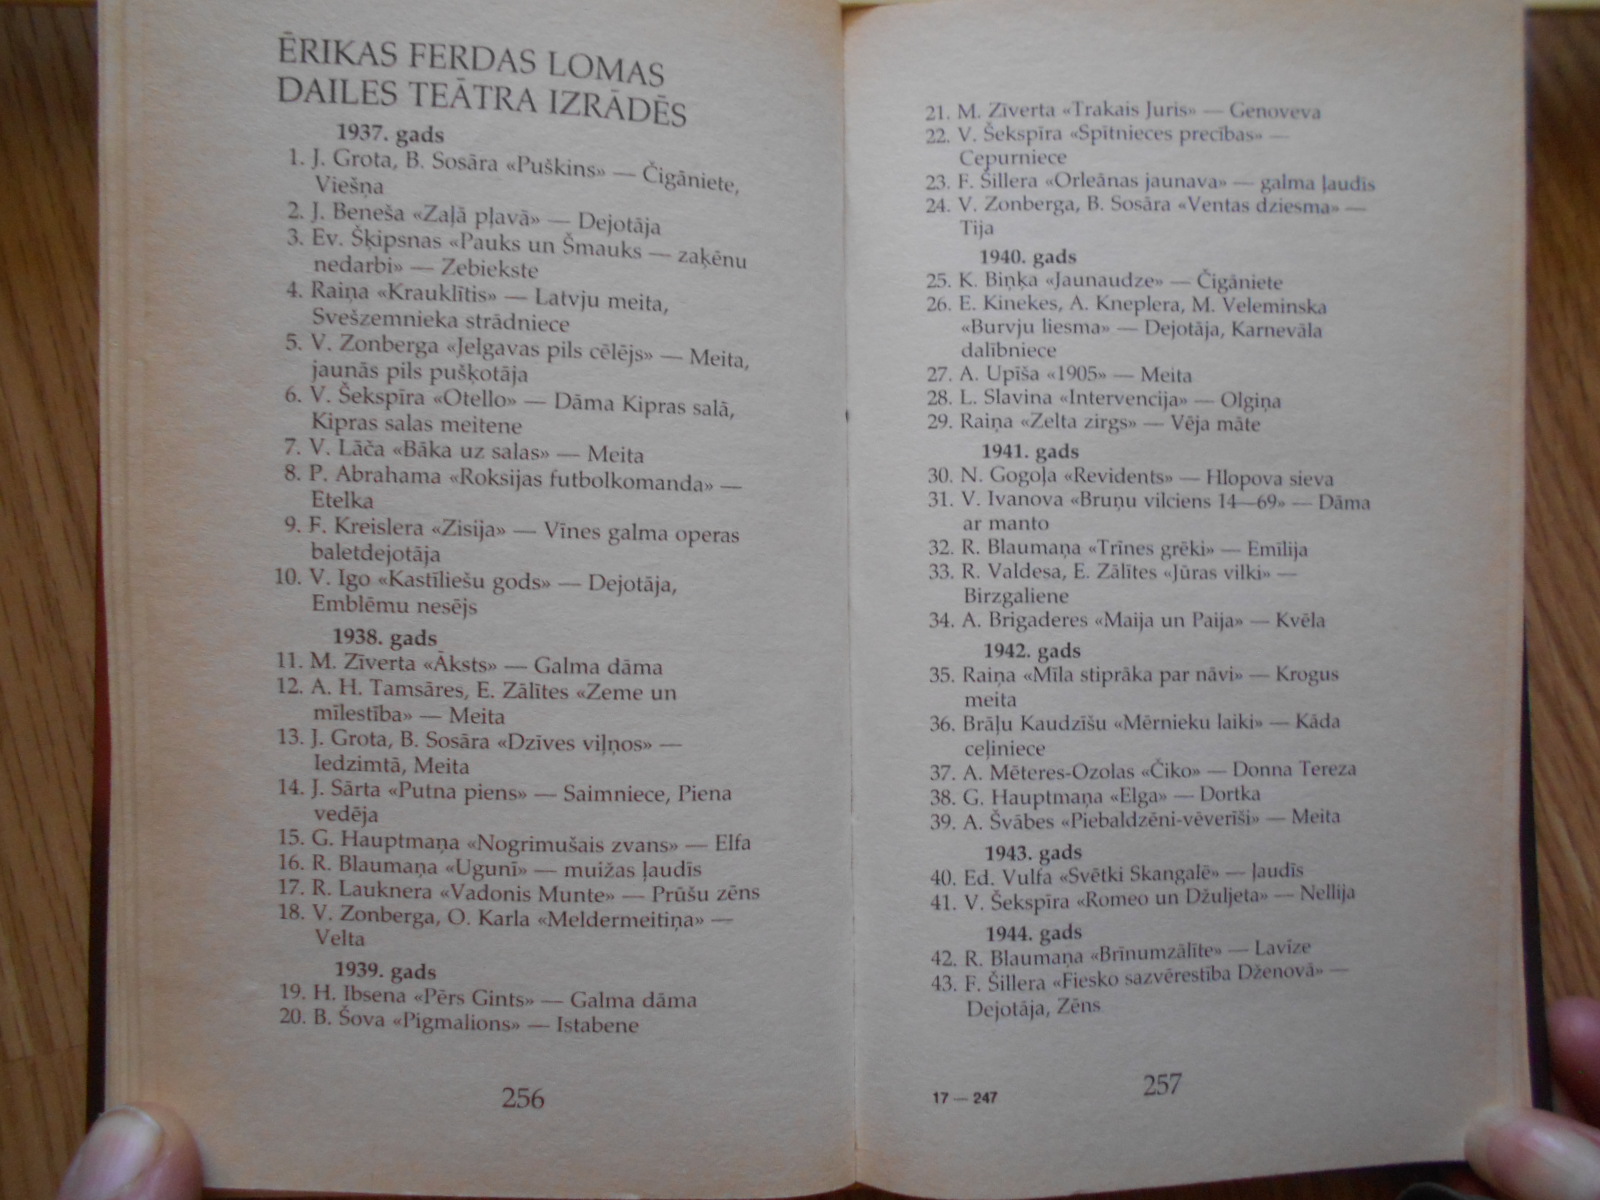 ĒRIKAS FERDAS LOMAS
DAILES TEĀTRA IZRĀDĒS
1937. gads
1. J. Grota, B. Sosāra «Puškins» — Čigāniete,
Viešņa
2. J. Beneša «Zaļā pļavā» — Dejotāja
3. Ev. Šķipsnas «Pauks un Šmauks — zaķēnu
nedarbi» — Zebiekste
4. Raiņa «Krauklītis» — Latvju meita,
Svešzemnieka strādniece
5. V. Zonberga «Jelgavas pils cēlējs» — Meita,
jaunās pils pušķotāja
6. V. Šekspīra «Otello» — Dāma Kipras salā,
Kipras salas meitene
7. V. Lāča «Bāka uz salas» — Meita
8. P. Abrahama «Roksijas futbolkomanda» —
Etelka
9. F. Kreislera «Zisija» — Vīnes galma operas
baletdejotāja
10. V. Igo «Kastīliešu gods» — Dejotāja,
Emblēmu nesējs
1938. gads
11. M. Zīverta «Āksts» — Galma dāma
12. A. H. Tamsāres, E. Zālītes «Zeme un
mīlestība» — Meita
13. J. Grota, B. Sosāra «Dzīves viļņos» —
Iedzimtā, Meita
14. J. Sārta «Putna piens» — Saimniece, Piena
vedēja
15. G. Hauptmaņa «Nogrimušais zvans» — Elfa
16. R. Blaumaņa «Ugunī» — muižas ļaudis
17. R. Lauknera «Vadonis Munte» — Prūšu zēns
18. V. Zonberga, O. Karla «Meldermeitiņa» —
Velta
1939. gads
19. H. Ibsena «Pērs Gints» — Galma dāma
20. B. Šova «Pigmalions» — Istabene
256
21. M. Zīverta «Trakais Juris» — Genoveva
22. V. Šekspīra «Spītnieces precības» —
Cepurniece
23. F. Šillera «Orleānas jaunava» — galma ļaudis
24. V. Zonberga, B. Sosāra «Ventas dziesma» —
Tija
1940. gads
25. K. Biņķa «Jaunaudze» — Čigāniete
26. E. Kinekes, A. Kneplera, M. Veleminska
«Burvju liesma» — Dejotāja, Karnevāla
dalībniece
27. A. Upīša «1905» — Meita
28. L. Slavina «Intervencija» — Olgiņa
29. Raiņa «Zelta zirgs» — Vēja māte
1941. gads
30. N. Gogoļa «Revidents» — Hlopova sieva
31. V. Ivanova «Bruņu vilciens 14—69» — Dāma
ar manto
32. R. Blaumaņa «Trīnes grēki» — Emīlija
33. R. Valdesa, E. Zālītes «Jūras vilki» —
Birzgaliene
34. A. Brigaderes «Maija un Paija» — Kvēla
1942. gads
35. Raiņa «Mīla stiprāka par nāvi» — Krogus
meita
36. Brāļu Kaudzīšu «Mērnieku laiki» — Kāda
ceļiniece
37. A. Mēteres-Ozolas «Čiko» — Donna Tereza
38. G. Hauptmaņa «Elga» — Dortka
39. A. Švābes «Piebaldzēni-vēverīši» — Meita
1943. gads
40. Ed. Vulfa «Svētki Skangalē» — ļaudis
41. V. Šekspīra «Romeo un Džuljeta» — Nellija
1944. gads
42. R. Blaumaņa «Brīnumzālīte» — Lavīze
43. F. Šillera «Fiesko sazvērestība Dženovā» —
Dejotāja, Zēns
17 — 247
257